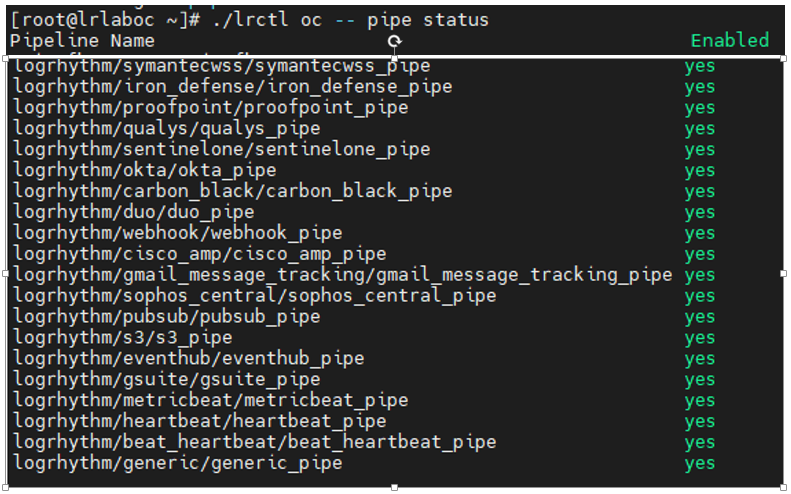 [root@lrlaboc ~]# ./lrctl oc -- pipe status
Pipeline Name Enabled
logrhythm/symantecwss/symantecwss_pipe yes
logrhythm/iron_defense/iron_defense_pipe yes
logrhythm/proofpoint/proofpoint_pipe yes
logrhythm/qualys/qualys_pipe yes
logrhythm/sentinelone/sentinelone_pipe yes
logrhythm/okta/okta_pipe yes
logrhythm/carbon_black/carbon_black_pipe yes
logrhythm/duo/duo_pipe yes
logrhythm/webhook/webhook_pipe yes
logrhythm/cisco_amp/cisco_amp_pipe yes
logrhythm/gmail_message_tracking/gmail_message_tracking_pipe yes
logrhythm/sophos_central/sophos_central_pipe yes
logrhythm/pubsub/pubsub_pipe yes
logrhythm/s3/s3_pipe yes
logrhythm/eventhub/eventhub_pipe yes
logrhythm/gsuite/gsuite_pipe yes
logrhythm/metricbeat/metricbeat_pipe yes
logrhythm/heartbeat/heartbeat_pipe yes
logrhythm/beat_heartbeat/beat_heartbeat_pipe yes
logrhythm/generic/generic_pipe yes